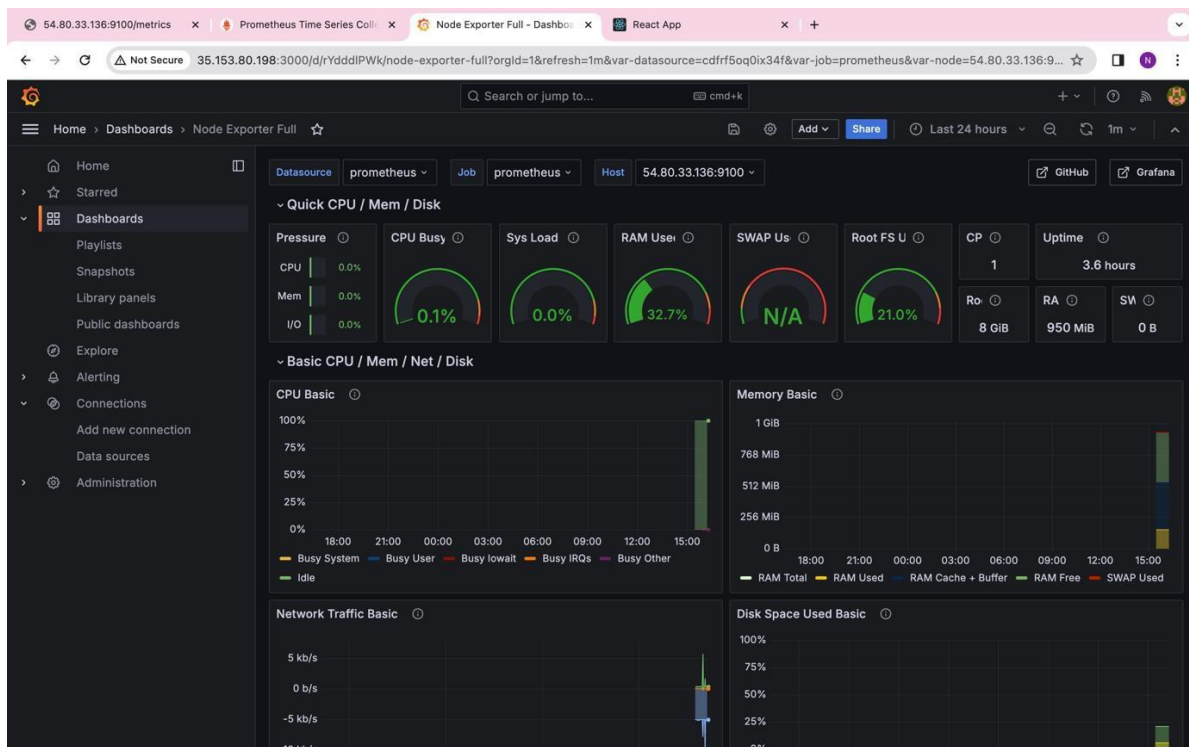 54.80.33.136:9100/metrics
Prometheus Time Series Colle
Node Exporter Full - Dashboa
React App
Not Secure 35.153.80.198:3000/d/rYdddlPWk/node-exporter-full?orgId=1&refresh=1m&var-datasource=cdfrf5oq0ix34f&var-job=prometheus&var-node=54.80.33.136:9... N
Search or jump to... cmd+k
Home › Dashboards › Node Exporter Full
Add Share Last 24 hours 1m
Home
Starred
Dashboards
Playlists
Snapshots
Library panels
Public dashboards
Explore
Alerting
Connections
Add new connection
Data sources
Administration
Datasource prometheus Job prometheus Host 54.80.33.136:9100 GitHub Grafana
Quick CPU / Mem / Disk
Pressure
CPU 0.0%
Mem 0.0%
I/O 0.0%
CPU Busy
0.1%
Sys Load
0.0%
RAM Use
32.7%
SWAP Us
N/A
Root FS U
21.0%
CP
1
Uptime
3.6 hours
Ro
8 GiB
RA
950 MiB
SW
0 B
Basic CPU / Mem / Net / Disk
CPU Basic
100%
75%
50%
25%
0%
18:00 21:00 00:00 03:00 06:00 09:00 12:00 15:00
Busy System Busy User Busy Iowait Busy IRQs Busy Other
Idle
Memory Basic
1 GiB
768 MiB
512 MiB
256 MiB
0 B
18:00 21:00 00:00 03:00 06:00 09:00 12:00 15:00
RAM Total RAM Used RAM Cache + Buffer RAM Free SWAP Used
Network Traffic Basic
5 kb/s
0 b/s
-5 kb/s
Disk Space Used Basic
100%
75%
50%
25%